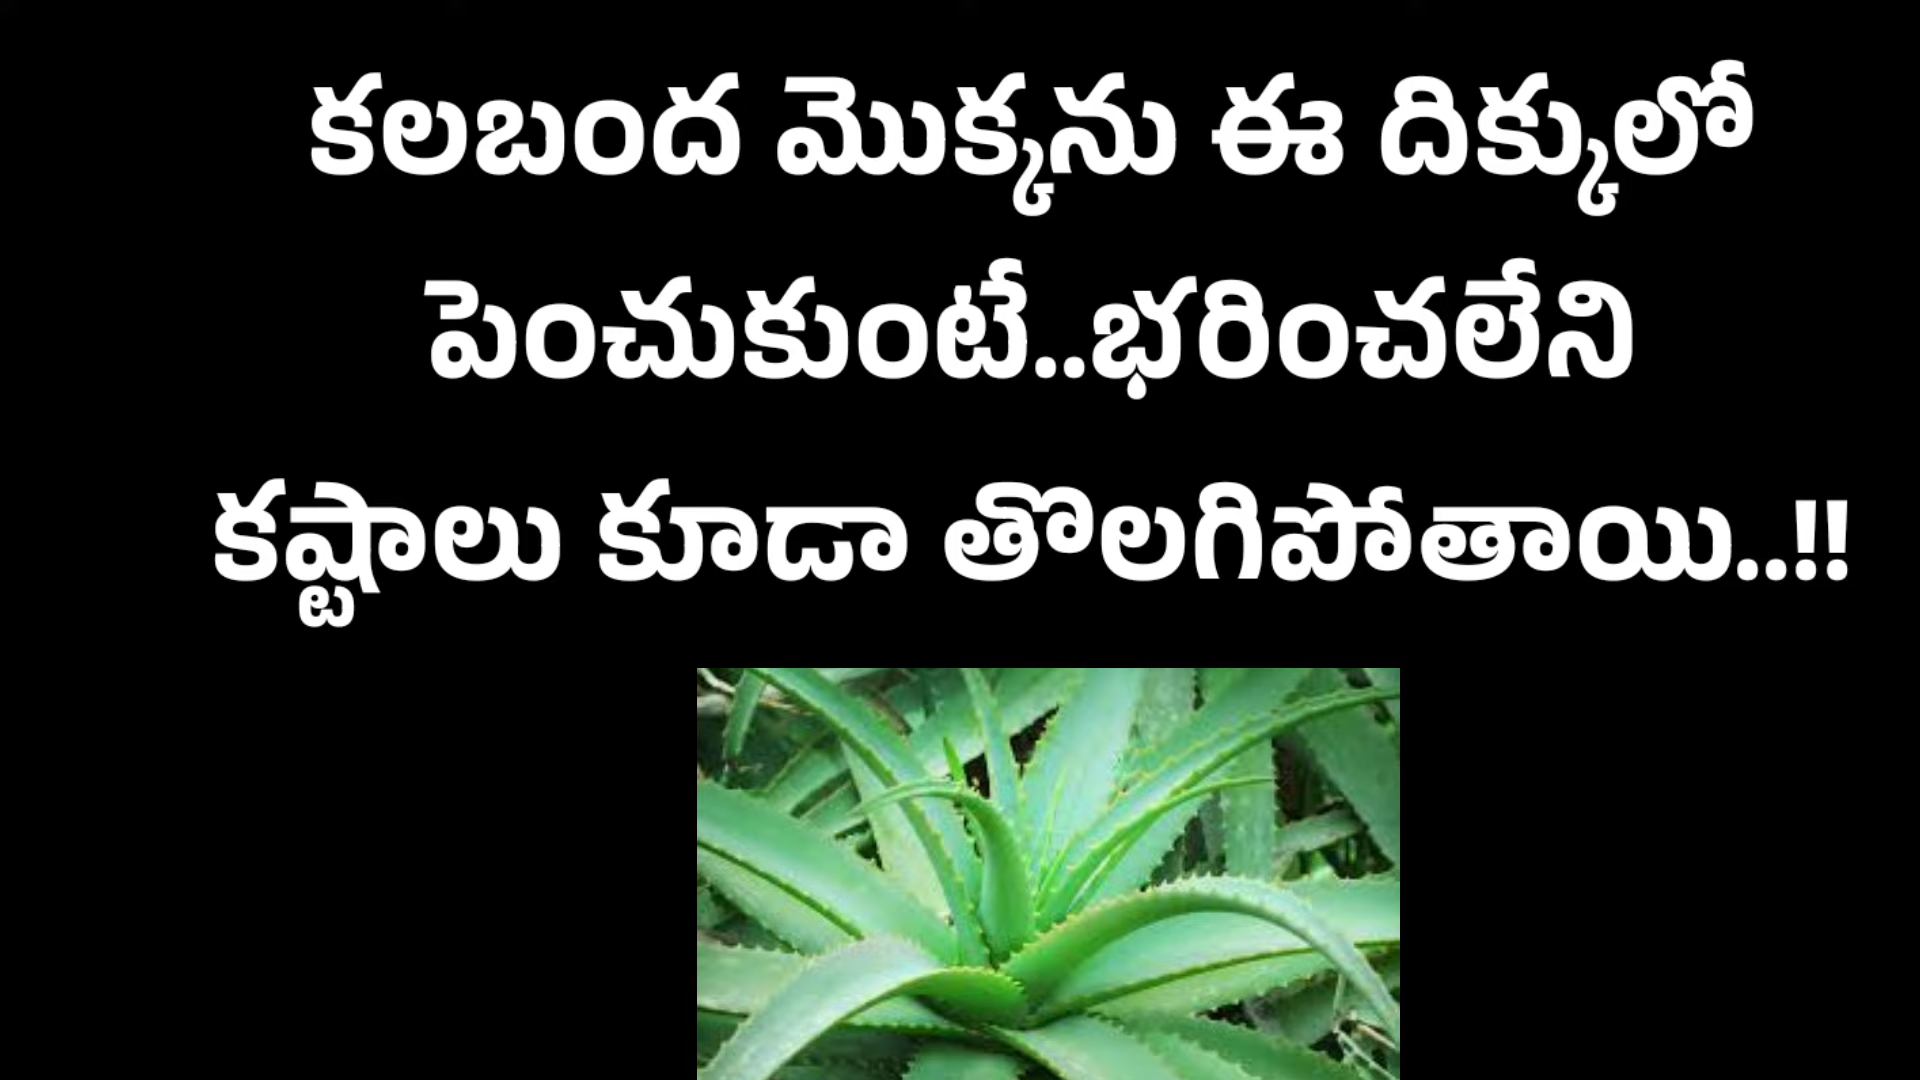 కలబంద మొక్కను ఈ దిక్కులో
పెంచుకుంటే..భరించలేని
కష్టాలు కూడా తొలగిపోతాయి..!!